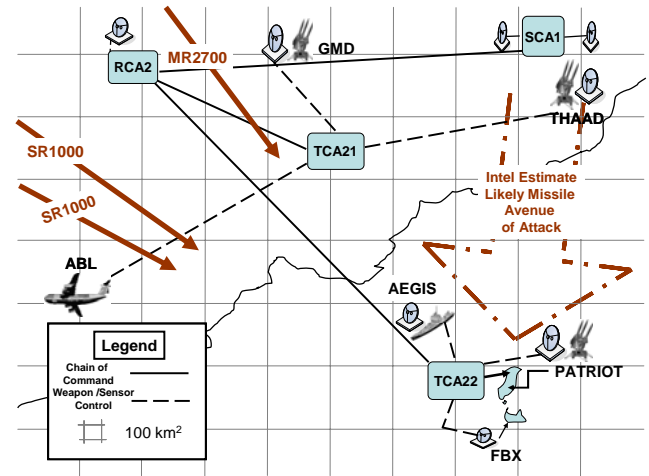 SCA1
RCA2
MR2700
GMD
THAAD
TCA21
SR1000
SR1000
Intel Estimate
Likely Missile
Avenue
of Attack
ABL
AEGIS
Legend
Chain of
Command
Weapon /Sensor
Control
100 km2
TCA22
PATRIOT
FBX